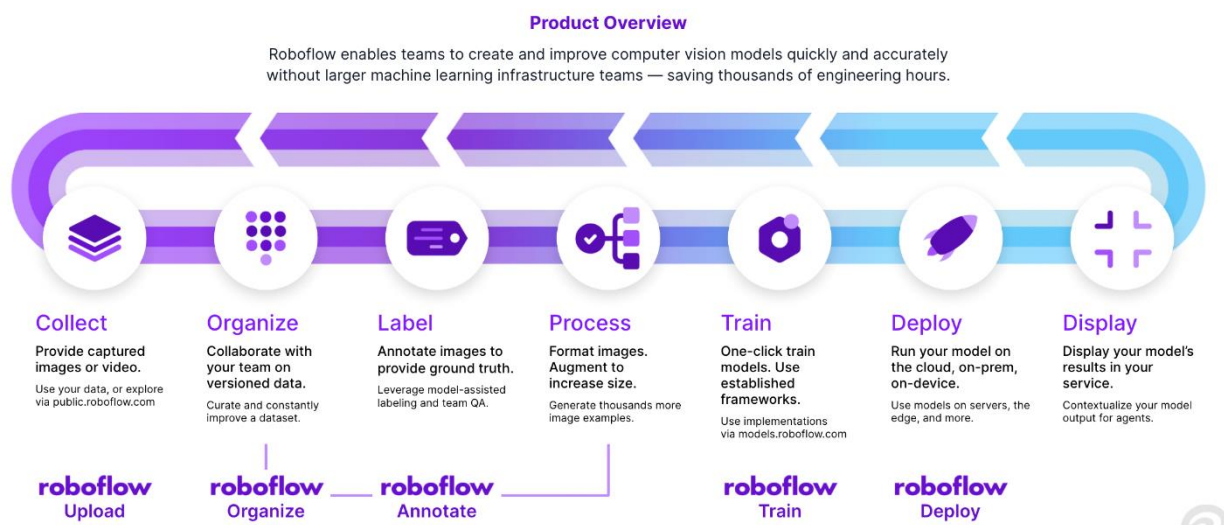 Product Overview
Roboflow enables teams to create and improve computer vision models quickly and accurately
without larger machine learning infrastructure teams — saving thousands of engineering hours.
Collect
Provide captured
images or video.
Use your data, or explore
via public.roboflow.com
Organize
Collaborate with
your team on
versioned data.
Curate and constantly
improve a dataset.
Label
Annotate images to
provide ground truth.
Leverage model-assisted
labeling and team QA.
Process
Format images.
Augment to
increase size.
Generate thousands more
image examples.
Train
One-click train
models. Use
established
frameworks.
Use implementations
via models.roboflow.com
Deploy
Run your model on
the cloud, on-prem,
on-device.
Use models on servers, the
edge, and more.
Display
Display your model’s
results in your
service.
Contextualize your model
output for agents.
roboflow
Upload
roboflow
Organize
roboflow
Annotate
roboflow
Train
roboflow
Deploy